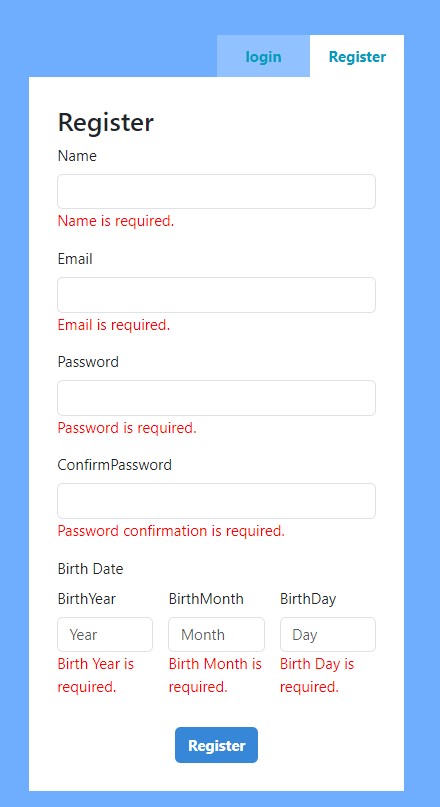 login Register
Register
Name
Name is required.
Email
Email is required.
Password
Password is required.
ConfirmPassword
Password confirmation is required.
Birth Date
BirthYear BirthMonth BirthDay
Year Month Day
Birth Year is Birth Month is Birth Day is
required. required. required.
Register